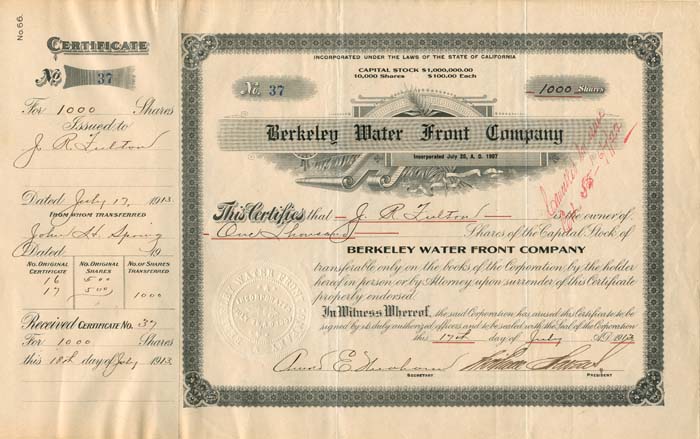 No. 66.
CERTIFICATE
No. 37
For 1000 Shares
Issued to
J. R. Fulton
Dated July 17, 1913.
FROM WHOM TRANSFERRED
John H. Spring
Dated 19
NO. ORIGINAL CERTIFICATE NO. ORIGINAL SHARES NO. OF SHARES TRANSFERRED
16 500
17 500 1000
Received CERTIFICATE No. 37
For 1000 Shares
this 18th day of July 1913.
INCORPORATED UNDER THE LAWS OF THE STATE OF CALIFORNIA
CAPITAL STOCK $1,000,000.00
10,000 Shares $100.00 Each
No. 37
1000 Shares
Berkeley Water Front Company
Incorporated July 25, A. D. 1907
This Certifies that J. R. Fulton is the owner of
One Thousand Shares of the Capital Stock of
BERKELEY WATER FRONT COMPANY
transferable only on the books of the Corporation by the holder
hereof in person or by Attorney upon surrender of this Certificate
properly endorsed.
In Witness Whereof, the said Corporation has caused this Certificate to be
signed by its duly authorized officers and to be sealed with the Seal of the Corporation
this 17th day of July A.D. 1913
SECRETARY
PRESIDENT